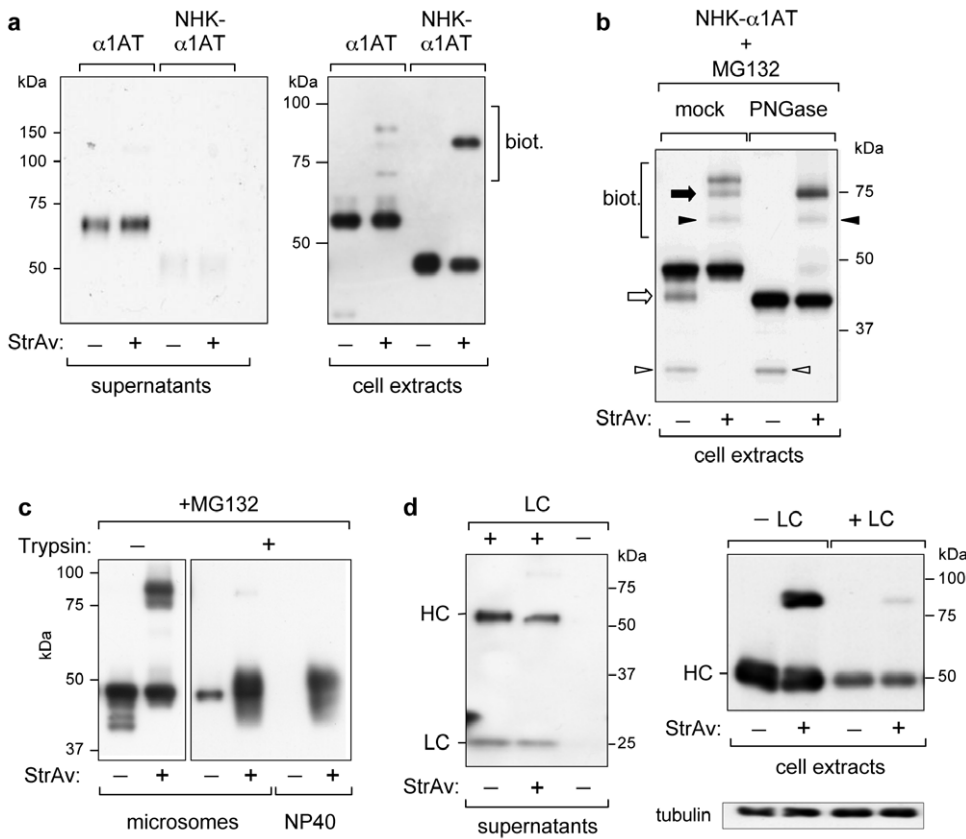 a
α1AT NHK-α1AT α1AT NHK-α1AT
kDa
150
100
75
50
kDa
100
75
50
biot.
StrAv: – + – + – + – +
supernatants cell extracts
b
NHK-α1AT
+
MG132
mock PNGase
kDa
biot.
75
50
37
StrAv: – + – +
cell extracts
c
+MG132
Trypsin: – +
kDa
100
75
50
37
StrAv: – + – + – +
microsomes NP40
d
LC
+ + –
kDa
HC
LC
75
50
37
25
StrAv: – + –
supernatants
– LC + LC
kDa
100
75
50
HC
StrAv: – + – +
cell extracts
tubulin